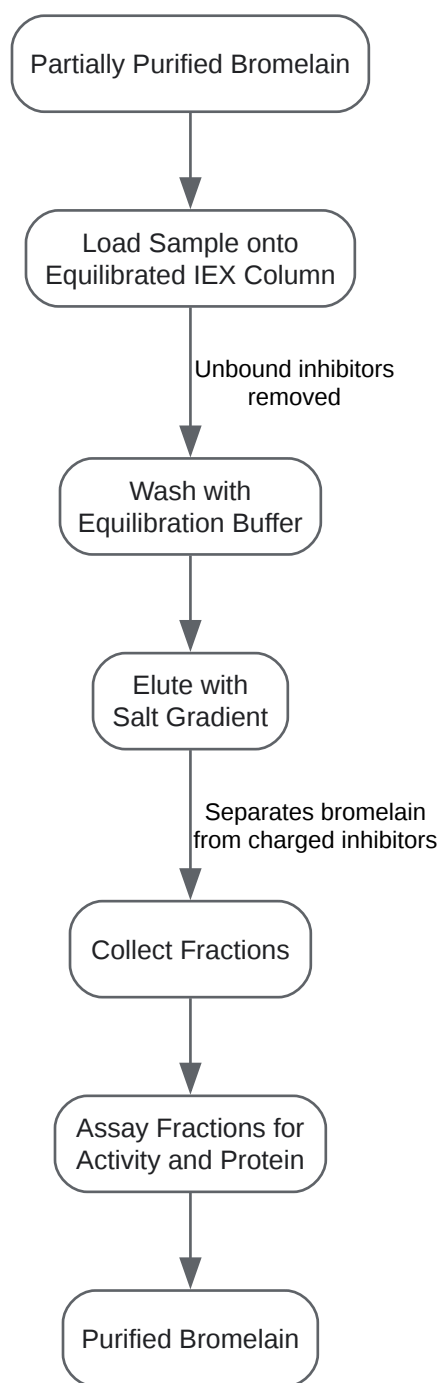 Partially Purified Bromelain
Load Sample onto
Equilibrated IEX Column
Unbound inhibitors
removed
Wash with
Equilibration Buffer
Elute with
Salt Gradient
Separates bromelain
from charged inhibitors
Collect Fractions
Assay Fractions for
Activity and Protein
Purified Bromelain